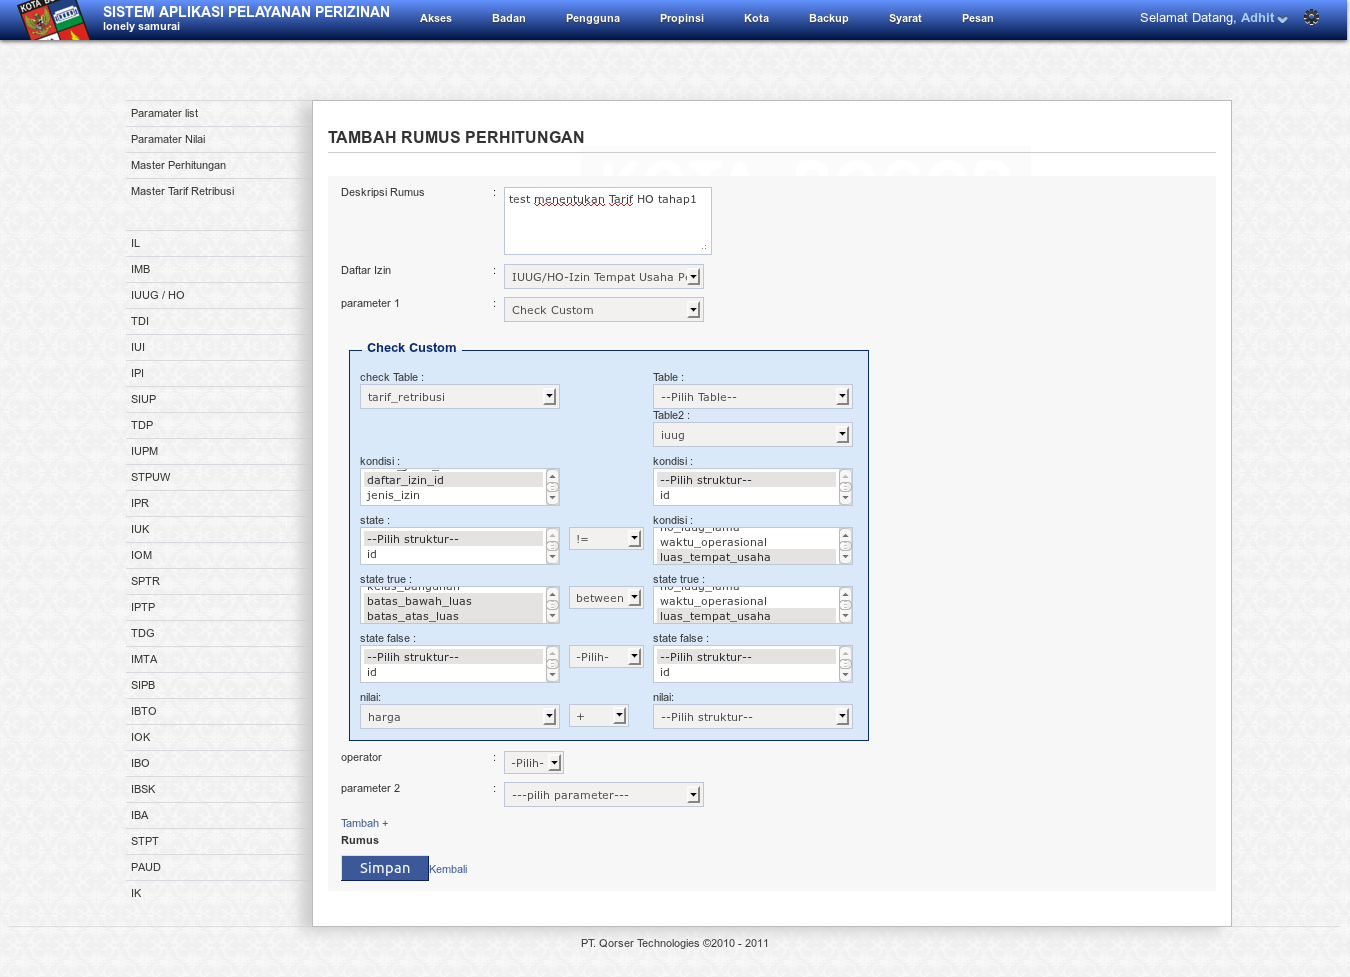 KOTA BOGOR
SISTEM APLIKASI PELAYANAN PERIZINAN
lonely samurai
Akses
Badan
Pengguna
Propinsi
Kota
Backup
Syarat
Pesan
Selamat Datang, Adhit
Paramater list
Paramater Nilai
Master Perhitungan
Master Tarif Retribusi
IL
IMB
IUUG / HO
TDI
IUI
IPI
SIUP
TDP
IUPM
STPUW
IPR
IUK
IOM
SPTR
IPTP
TDG
IMTA
SIPB
IBTO
IOK
IBO
IBSK
IBA
STPT
PAUD
IK
TAMBAH RUMUS PERHITUNGAN
Deskripsi Rumus : test menentukan Tarif HO tahap1
Daftar Izin : IUUG/HO-Izin Tempat Usaha P
parameter 1 : Check Custom
Check Custom
check Table : Table :
tarif_retribusi --Pilih Table--
Table2 :
iuug
kondisi : kondisi :
daftar_izin_id --Pilih struktur--
jenis_izin id
state : kondisi :
no_iuug_lama
--Pilih struktur-- != waktu_operasional
id luas_tempat_usaha
state true : state true :
kelas_bangunan no_iuug_lama
batas_bawah_luas between waktu_operasional
batas_atas_luas luas_tempat_usaha
state false : state false :
--Pilih struktur-- -Pilih- --Pilih struktur--
id id
nilai: nilai:
harga + --Pilih struktur--
operator : -Pilih-
parameter 2 : ---pilih parameter---
Tambah +
Rumus
Simpan Kembali
PT. Qorser Technologies ©2010 - 2011